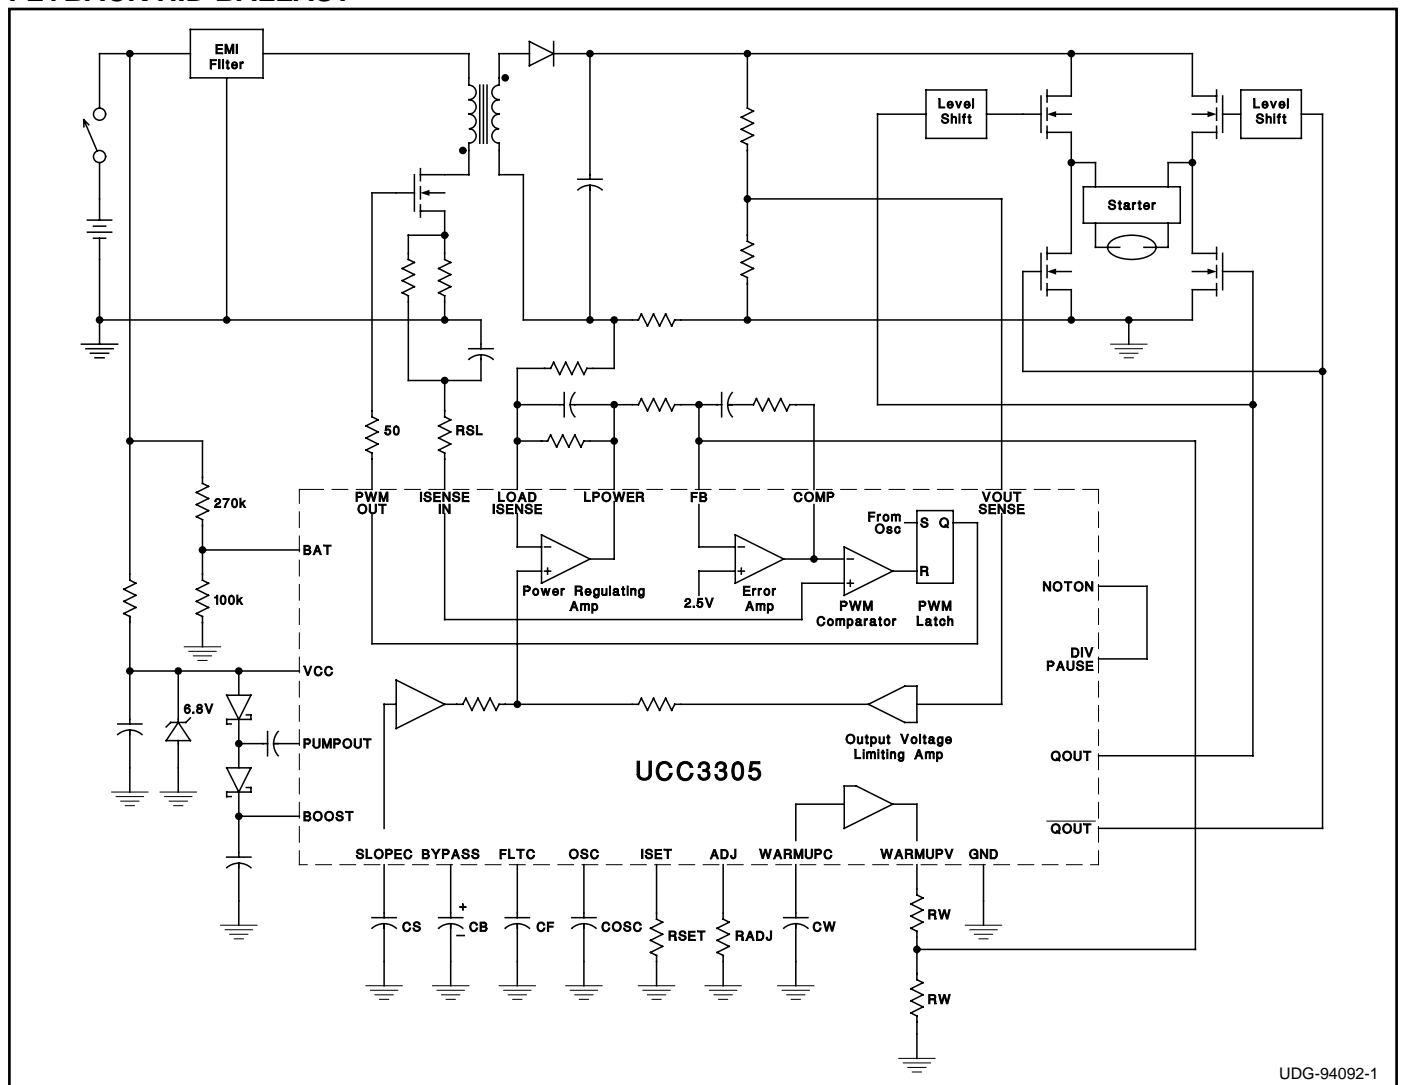 EMI
Filter
Level
Shift
Level
Shift
Starter
50
RSL
270k
100k
6.8V
PWM
OUT
ISENSE
IN
LOAD
ISENSE
LPOWER
FB
COMP
VOUT
SENSE
BAT
VCC
PUMPOUT
BOOST
From
Osc
S Q
R
Power Regulating
Amp
2.5V
Error
Amp
PWM
Comparator
PWM
Latch
NOTON
DIV
PAUSE
Output Voltage
Limiting Amp
UCC3305
QOUT
QOUT
SLOPEC
BYPASS
FLTC
OSC
ISET
ADJ
WARMUPC
WARMUPV
GND
CS
+
CB
–
CF
COSC
RSET
RADJ
CW
RW
RW
UDG-94092-1